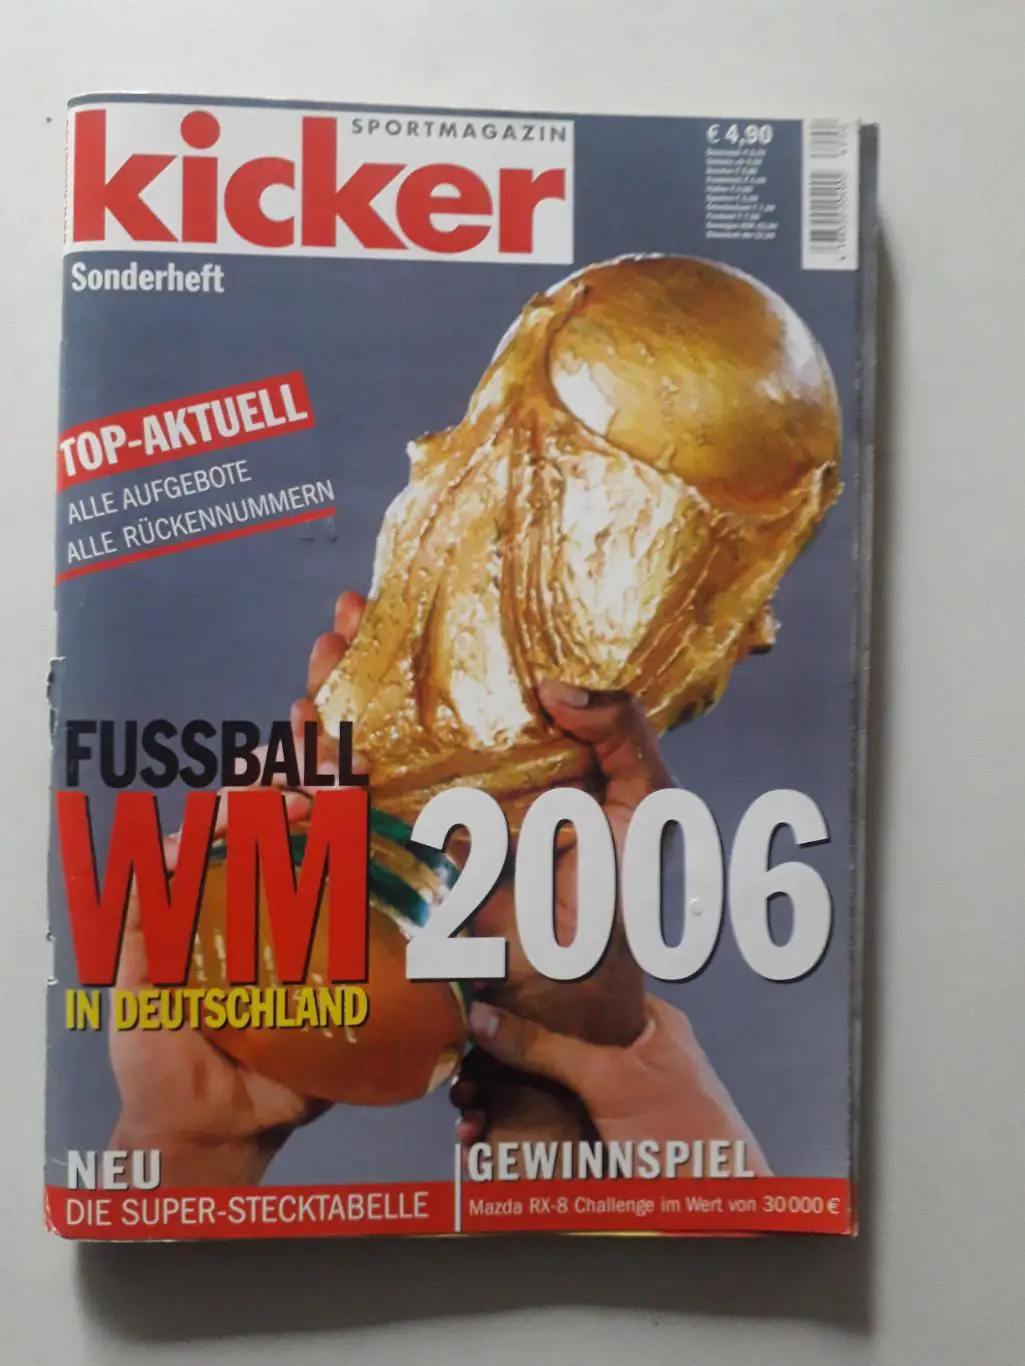 SPORTMAGAZIN
kicker
€ 4,90
Sonderheft
TOP-AKTUELL
ALLE AUFGEBOTE
ALLE RÜCKENNUMMERN
FUSSBALL
WM 2006
IN DEUTSCHLAND
NEU
DIE SUPER-STECKTABELLE
GEWINNSPIEL
Mazda RX-8 Challenge im Wert von 30 000 €